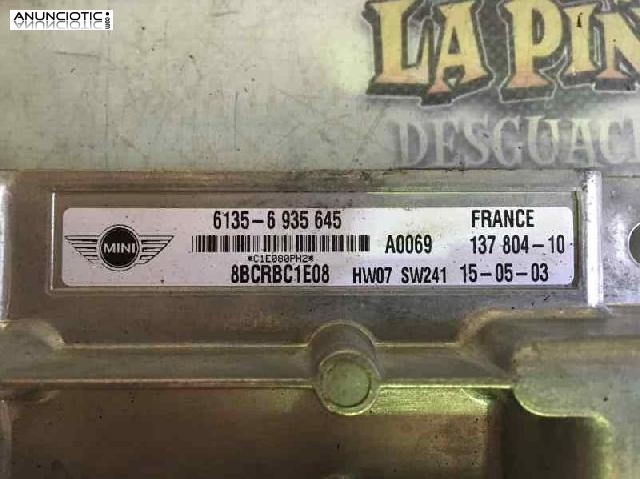 ANUNCIOTIC!
LA PIN
DESGUAC
MINI
6135-6 935 645
*C1E080PH2*
8BCRBC1E08
A0069
HW07 SW241
FRANCE
137 804-10
15-05-03